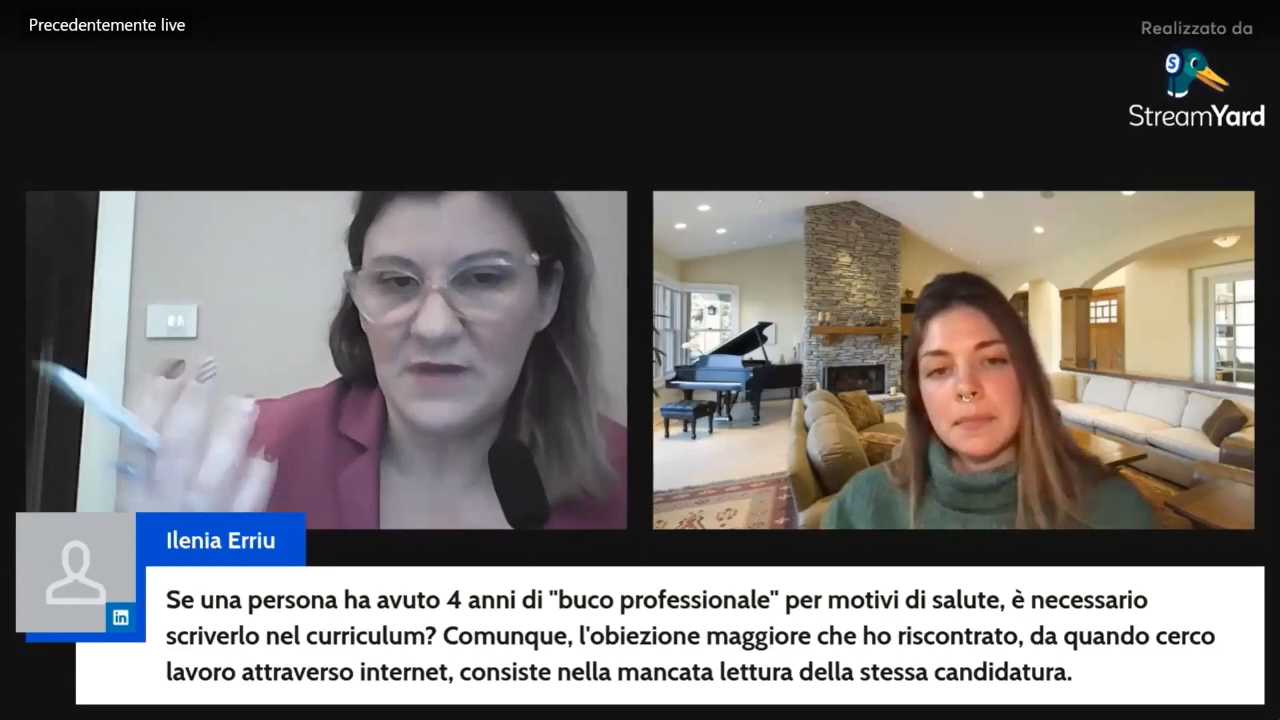 Precedentemente live
Realizzato da
StreamYard
Ilenia Erriu
Se una persona ha avuto 4 anni di "buco professionale" per motivi di salute, è necessario
scriverlo nel curriculum? Comunque, l'obiezione maggiore che ho riscontrato, da quando cerco
lavoro attraverso internet, consiste nella mancata lettura della stessa candidatura.